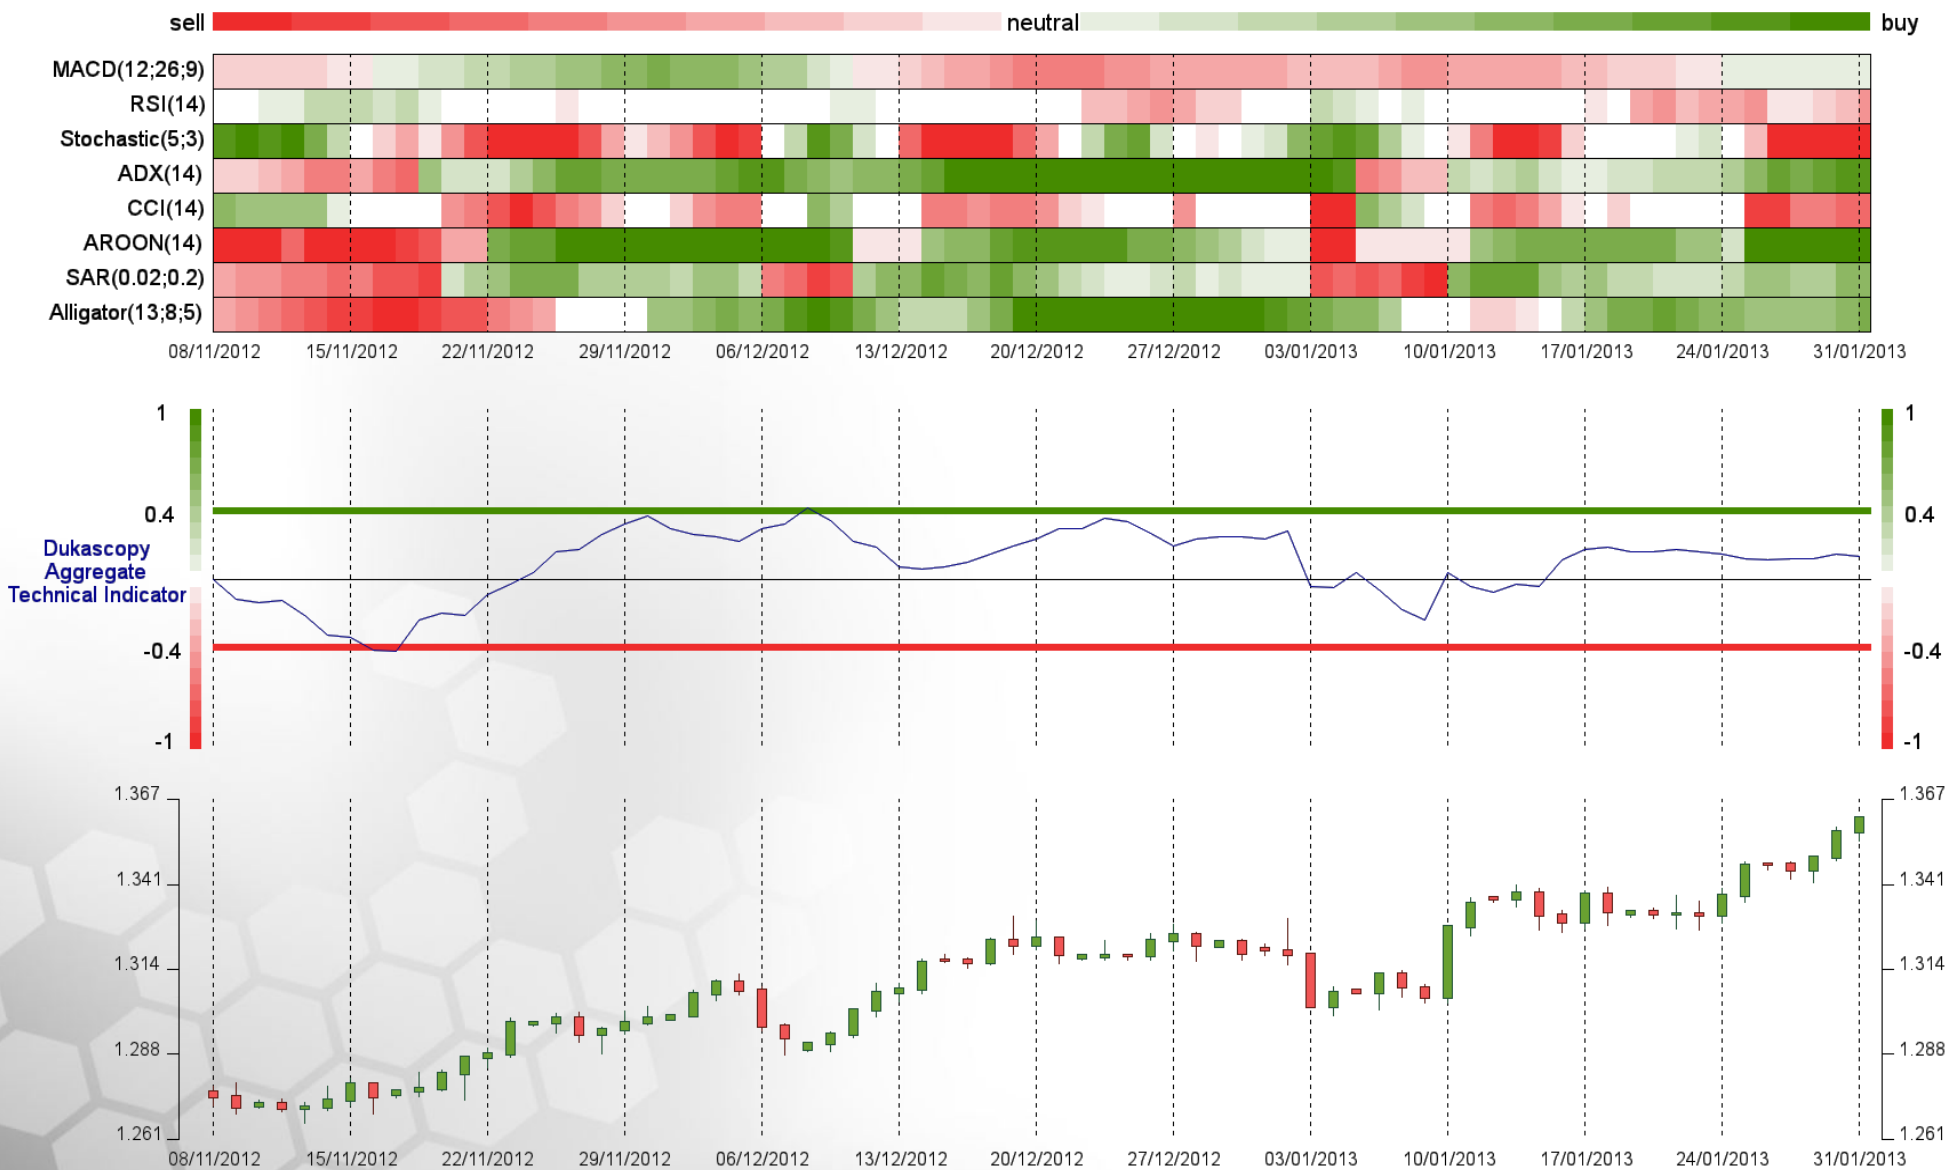 sell neutral buy
MACD(12;26;9)
RSI(14)
Stochastic(5;3)
ADX(14)
CCI(14)
AROON(14)
SAR(0.02;0.2)
Alligator(13;8;5)
08/11/2012 15/11/2012 22/11/2012 29/11/2012 06/12/2012 13/12/2012 20/12/2012 27/12/2012 03/01/2013 10/01/2013 17/01/2013 24/01/2013 31/01/2013
1 1
0.4 0.4
Dukascopy
Aggregate
Technical Indicator
-0.4 -0.4
-1 -1
1.367 1.367
1.341 1.341
1.314 1.314
1.288 1.288
1.261 1.261
08/11/2012 15/11/2012 22/11/2012 29/11/2012 06/12/2012 13/12/2012 20/12/2012 27/12/2012 03/01/2013 10/01/2013 17/01/2013 24/01/2013 31/01/2013